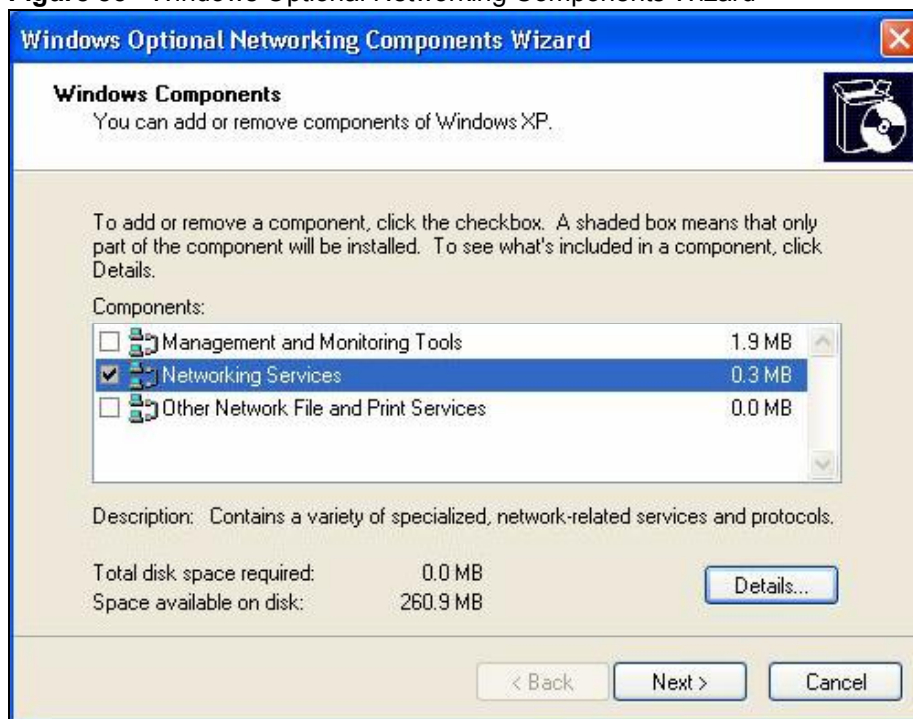 Windows Optional Networking Components Wizard
Windows Components
You can add or remove components of Windows XP.
To add or remove a component, click the checkbox. A shaded box means that only
part of the component will be installed. To see what's included in a component, click
Details.
Components:
Management and Monitoring Tools 1.9 MB
Networking Services 0.3 MB
Other Network File and Print Services 0.0 MB
Description: Contains a variety of specialized, network-related services and protocols.
Total disk space required: 0.0 MB
Space available on disk: 260.9 MB
Details...
< Back
Next >
Cancel